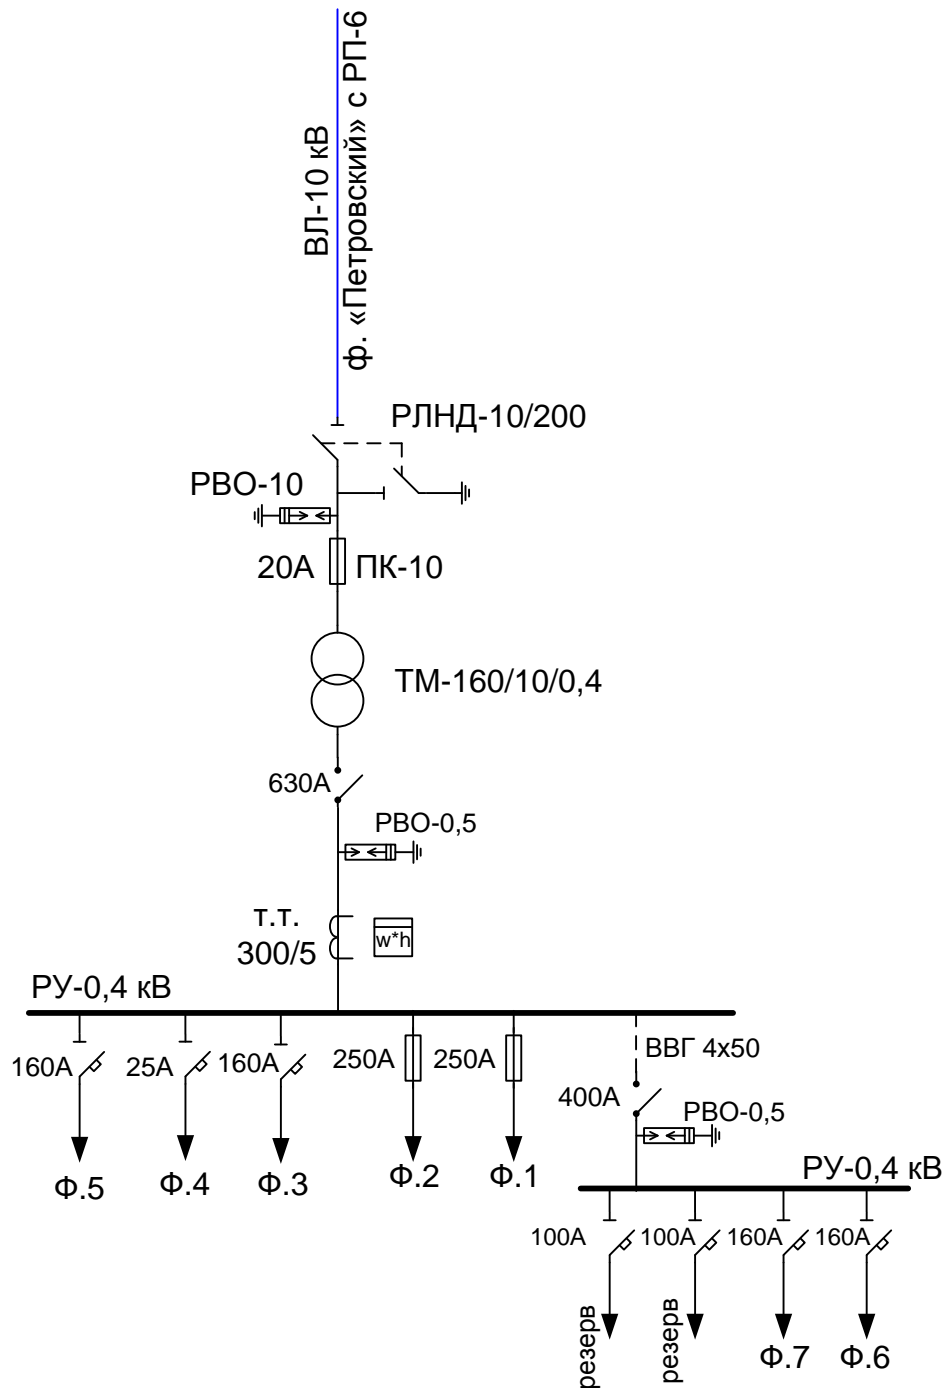 ВЛ-10 кВ
ф. «Петровский» с РП-6
РЛНД-10/200
РВО-10
20А ПК-10
ТМ-160/10/0,4
630А
РВО-0,5
т.т.
300/5
w*h
РУ-0,4 кВ
160А 25А 160А 250А 250А
ВВГ 4х50
400А
РВО-0,5
Ф.5 Ф.4 Ф.3 Ф.2 Ф.1
РУ-0,4 кВ
100А 100А 160А 160А
резерв резерв Ф.7 Ф.6